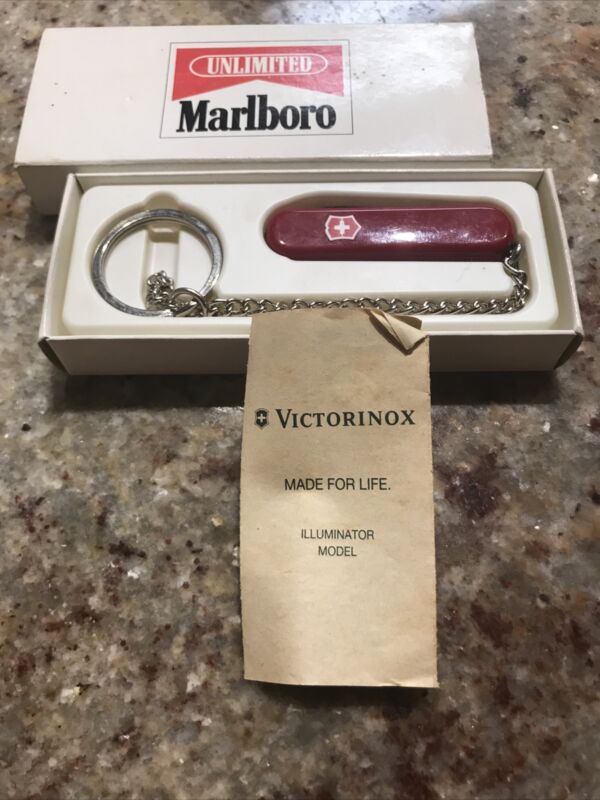 UNLIMITED
Marlboro
VICTORINOX
MADE FOR LIFE.
ILLUMINATOR
MODEL